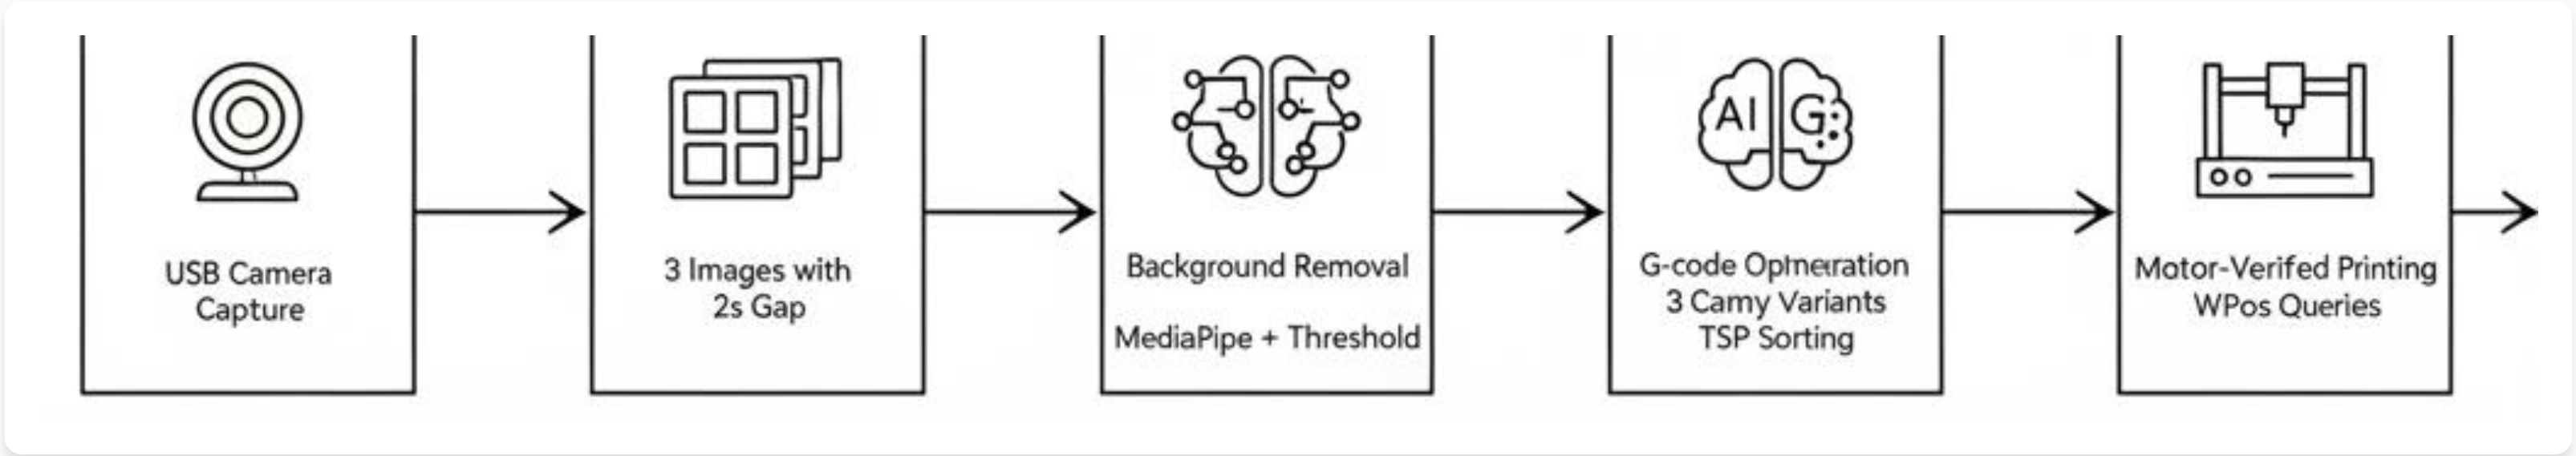 USB Camera
Capture
3 Images with
2s Gap
Background Removal
MediaPipe + Threshold
AI G
G-code
3 Camy Variants
TSP Sorting
Motor-Verifed Printing
WPos Queries